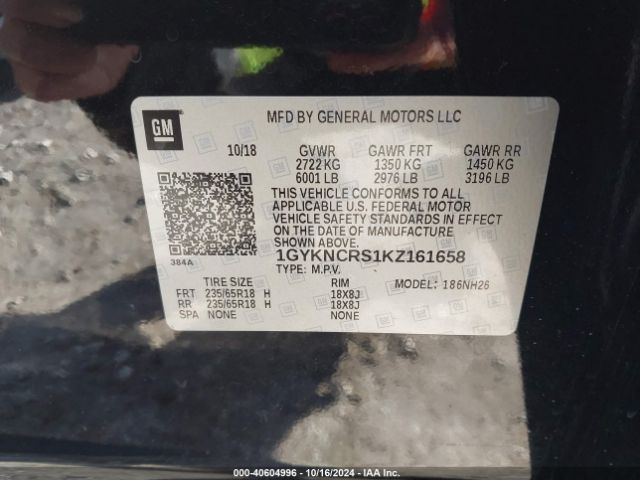 GM
MFD BY GENERAL MOTORS LLC
10/18 GVWR GAWR FRT GAWR RR
2722 KG 1350 KG 1450 KG
6001 LB 2976 LB 3196 LB
THIS VEHICLE CONFORMS TO ALL
APPLICABLE U.S. FEDERAL MOTOR
VEHICLE SAFETY STANDARDS IN EFFECT
ON THE DATE OF MANUFACTURE
SHOWN ABOVE.
384A
1GYKNCRS1KZ161658
TYPE: M.P.V. MODEL: 186NH26
TIRE SIZE RIM
FRT 235/65R18 H 18X8J
RR 235/65R18 H 18X8J
SPA NONE NONE
000-40604996 | 10/16/2024 | IAA Inc.